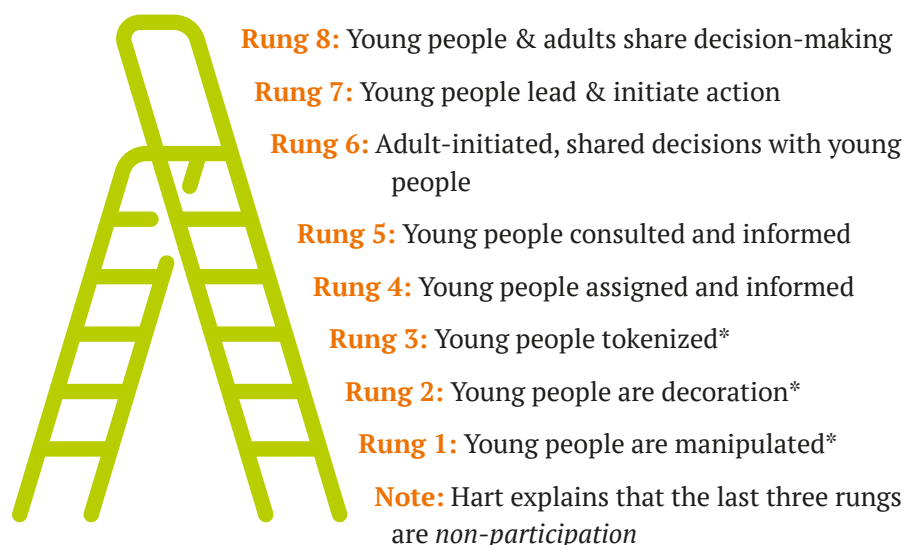 Rung 8: Young people & adults share decision-making
Rung 7: Young people lead & initiate action
Rung 6: Adult-initiated, shared decisions with young
people
Rung 5: Young people consulted and informed
Rung 4: Young people assigned and informed
Rung 3: Young people tokenized*
Rung 2: Young people are decoration*
Rung 1: Young people are manipulated*
Note: Hart explains that the last three rungs
are non-participation